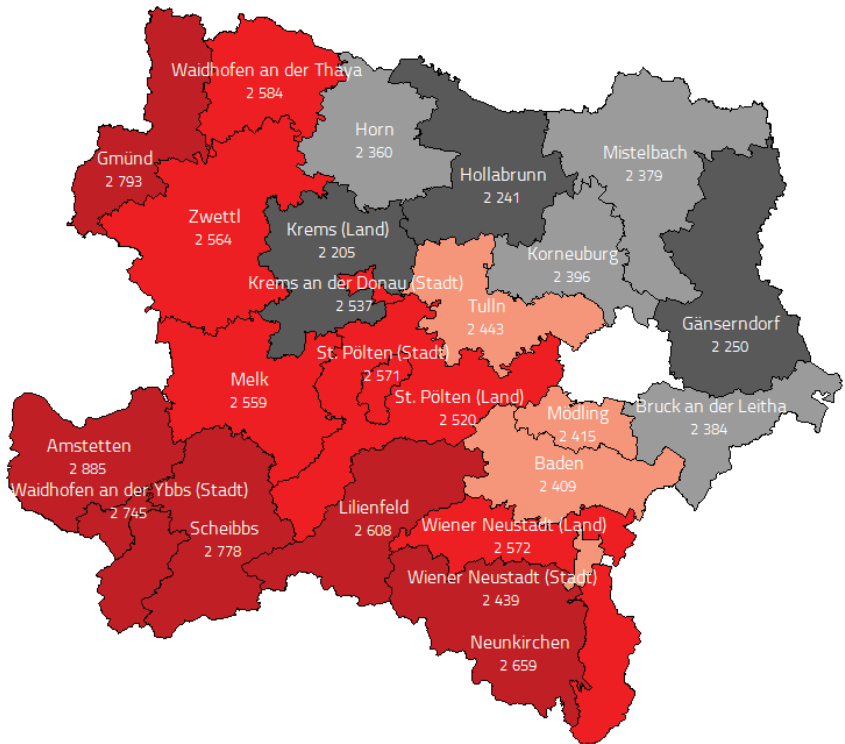 Waidhofen an der Thaya
2 584
Horn
2 360
Mistelbach
2 379
Gmünd
2 793
Hollabrunn
2 241
Zwettl
2 564
Krems (Land)
2 205
Korneuburg
2 396
Krems an der Donau (Stadt)
2 537
Tulln
2 443
Gänserndorf
2 250
St. Pölten (Stadt)
2 571
Melk
2 559
St. Pölten (Land)
2 520
Mödling
2 415
Bruck an der Leitha
2 384
Amstetten
2 885
Baden
2 409
Waidhofen an der Ybbs (Stadt)
2 745
Lilienfeld
2 608
Scheibbs
2 778
Wiener Neustadt (Land)
2 572
Wiener Neustadt (Stadt)
2 439
Neunkirchen
2 659